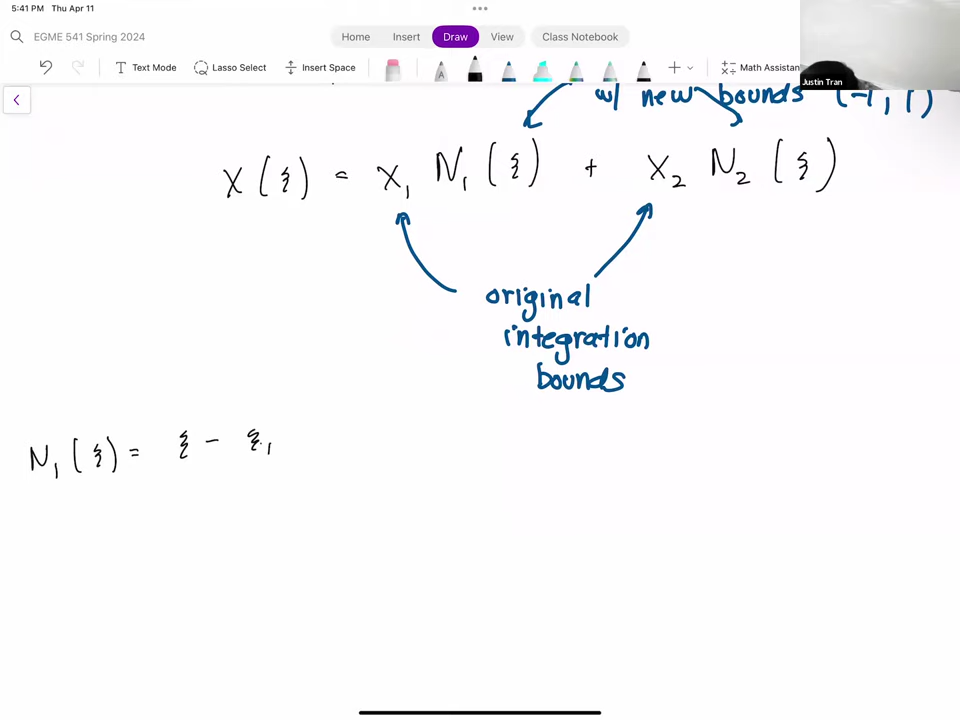 5:41 PM Thu Apr 11
EGME 541 Spring 2024
Home Insert Draw View Class Notebook
Text Mode Lasso Select Insert Space Math Assistan
A
Justin Tran
w/ new bounds (-1, 1)
x(ξ) = x₁ N₁(ξ) + x₂ N₂(ξ)
original
integration
bounds
N₁(ξ) = ξ - ξ₁